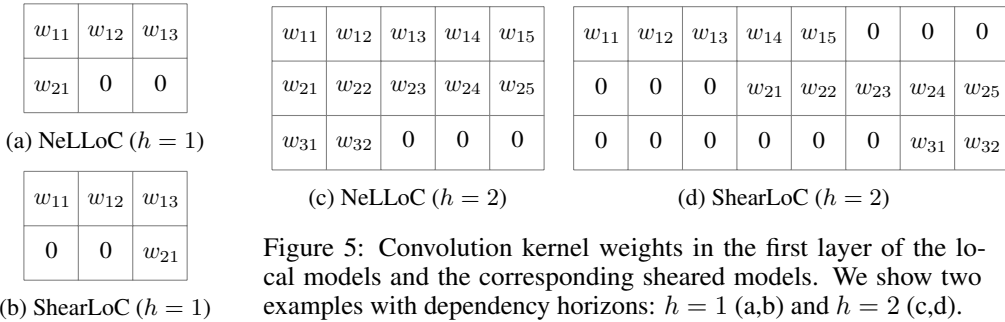 w11 w12 w13
w21 0 0
(a) NeLLoC (h = 1)
w11 w12 w13
0 0 w21
(b) ShearLoC (h = 1)
w11 w12 w13 w14 w15
w21 w22 w23 w24 w25
w31 w32 0 0 0
(c) NeLLoC (h = 2)
w11 w12 w13 w14 w15 0 0 0
0 0 0 w21 w22 w23 w24 w25
0 0 0 0 0 0 w31 w32
(d) ShearLoC (h = 2)
Figure 5: Convolution kernel weights in the first layer of the lo-
cal models and the corresponding sheared models. We show two
examples with dependency horizons: h = 1 (a,b) and h = 2 (c,d).